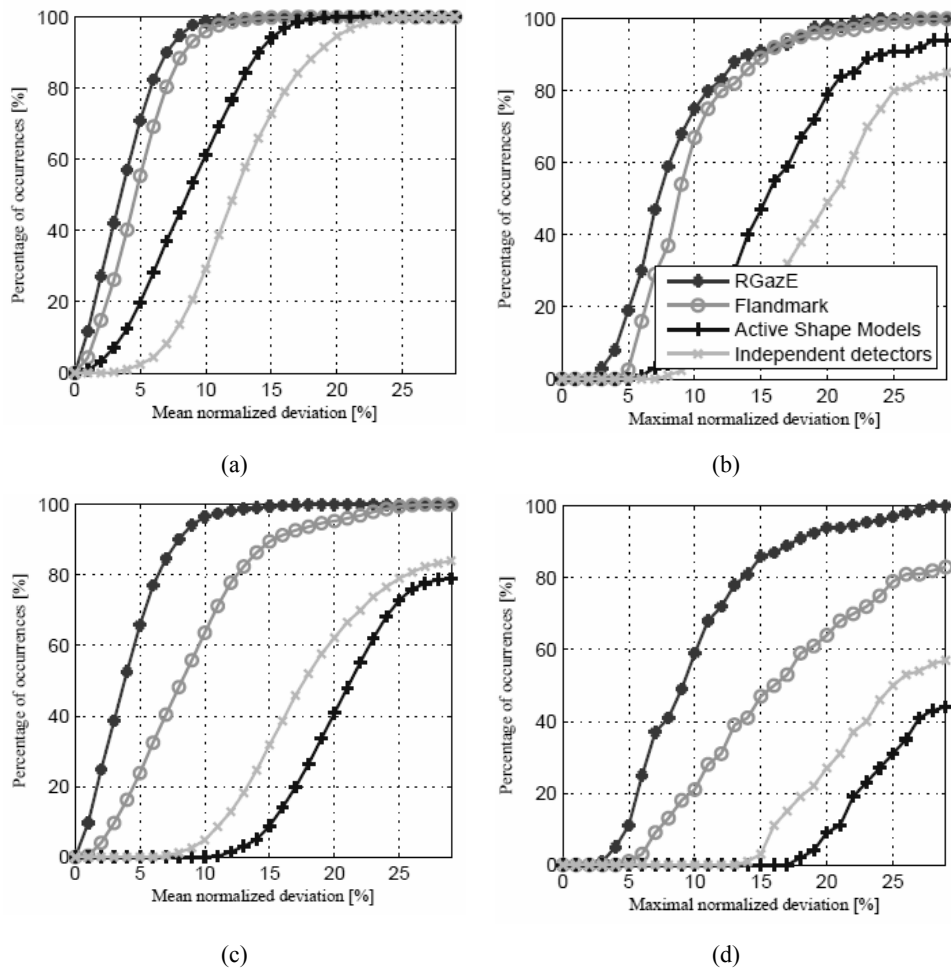 100
80
60
40
20
0
Percentage of occurrences [%]
0 5 10 15 20 25
Mean normalized deviation [%]
(a)
100
80
60
40
20
0
Percentage of occurrences [%]
RGazE
Flandmark
Active Shape Models
Independent detectors
0 5 10 15 20 25
Maximal normalized deviation [%]
(b)
100
80
60
40
20
0
Percentage of occurrences [%]
0 5 10 15 20 25
Mean normalized deviation [%]
(c)
100
80
60
40
20
0
Percentage of occurrences [%]
0 5 10 15 20 25
Maximal normalized deviation [%]
(d)